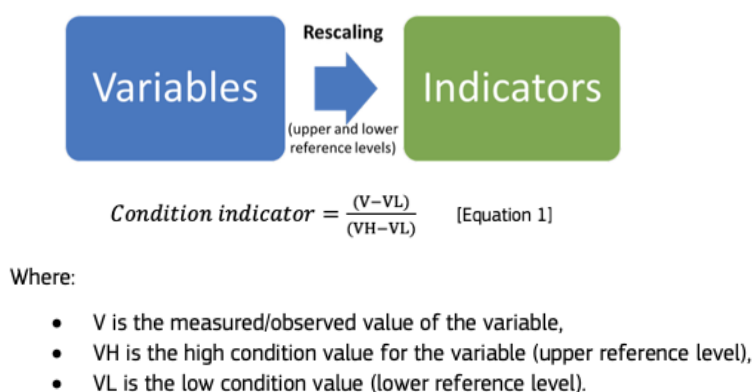 Rescaling
Variables
Indicators
(upper and lower
reference levels)
Condition indicator = (V−VL) / (VH−VL) [Equation 1]
Where:
• V is the measured/observed value of the variable,
• VH is the high condition value for the variable (upper reference level),
• VL is the low condition value (lower reference level).